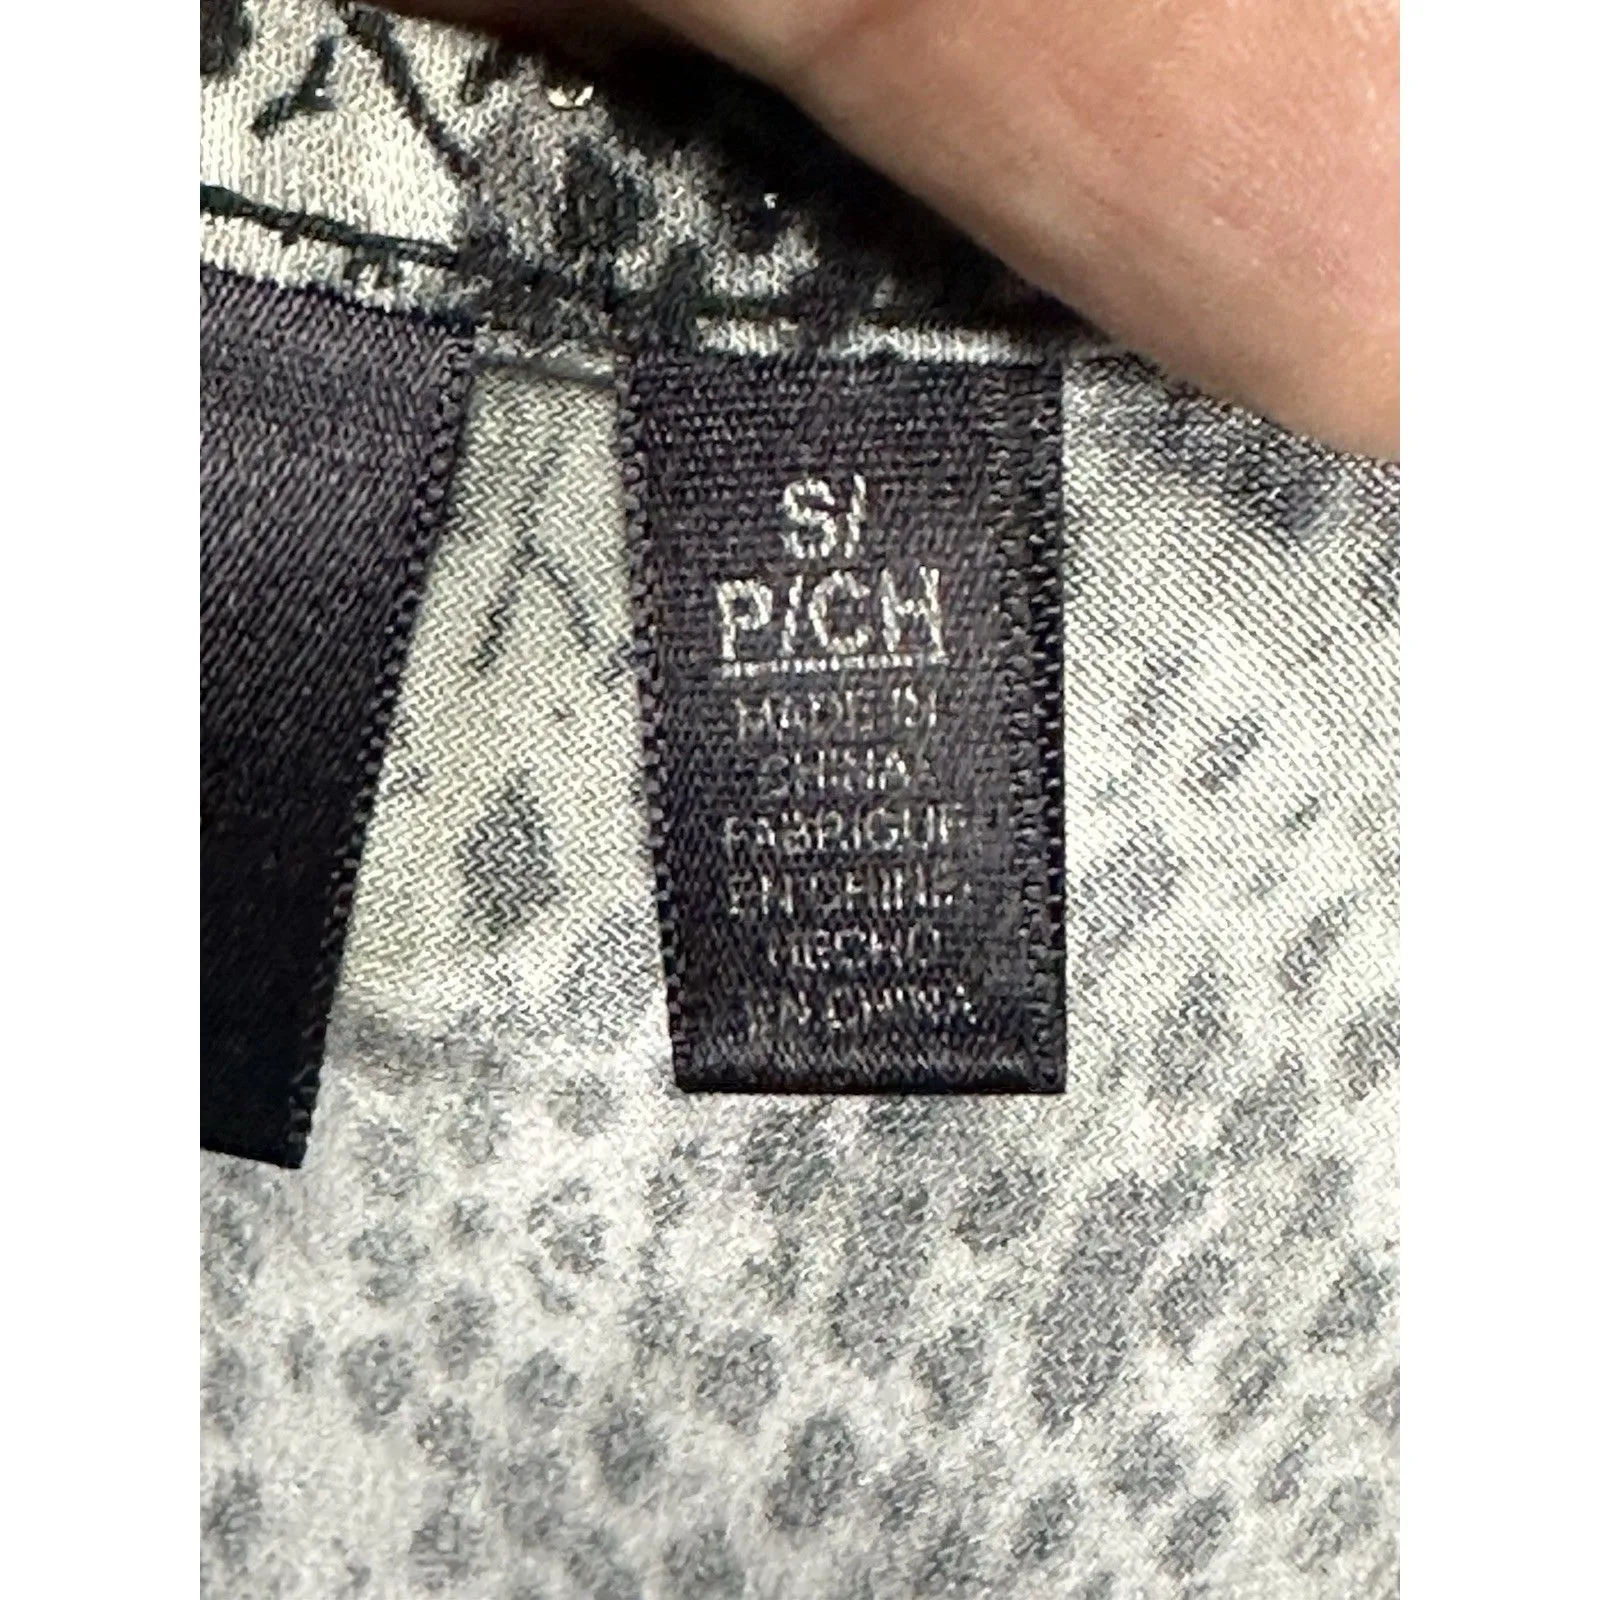 S/
P/CH
MADE IN
CHINA
FABRIQUE
EN CHINE
HECHO
EN CHINA